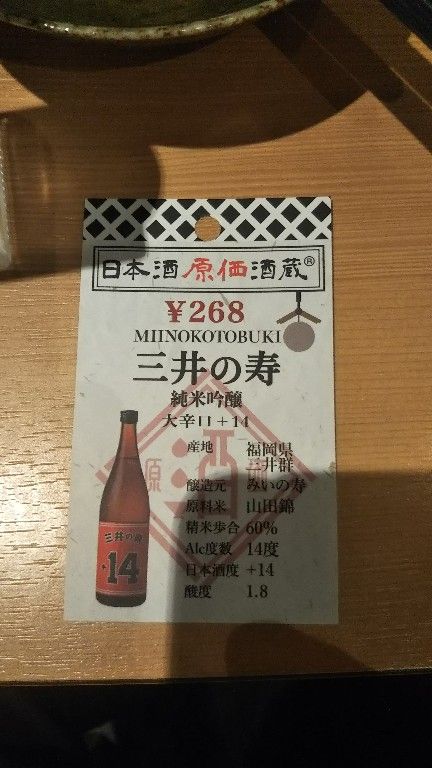 日本酒原価酒蔵®
¥268
MIINOKOTOBUKI
三井の寿
純米吟醸
大辛口+14
産地 福岡県
三井群
醸造元 みいの寿
原料米 山田錦
精米歩合 60%
Alc度数 14度
日本酒度 +14
酸度 1.8
三井の寿
+14
原酒